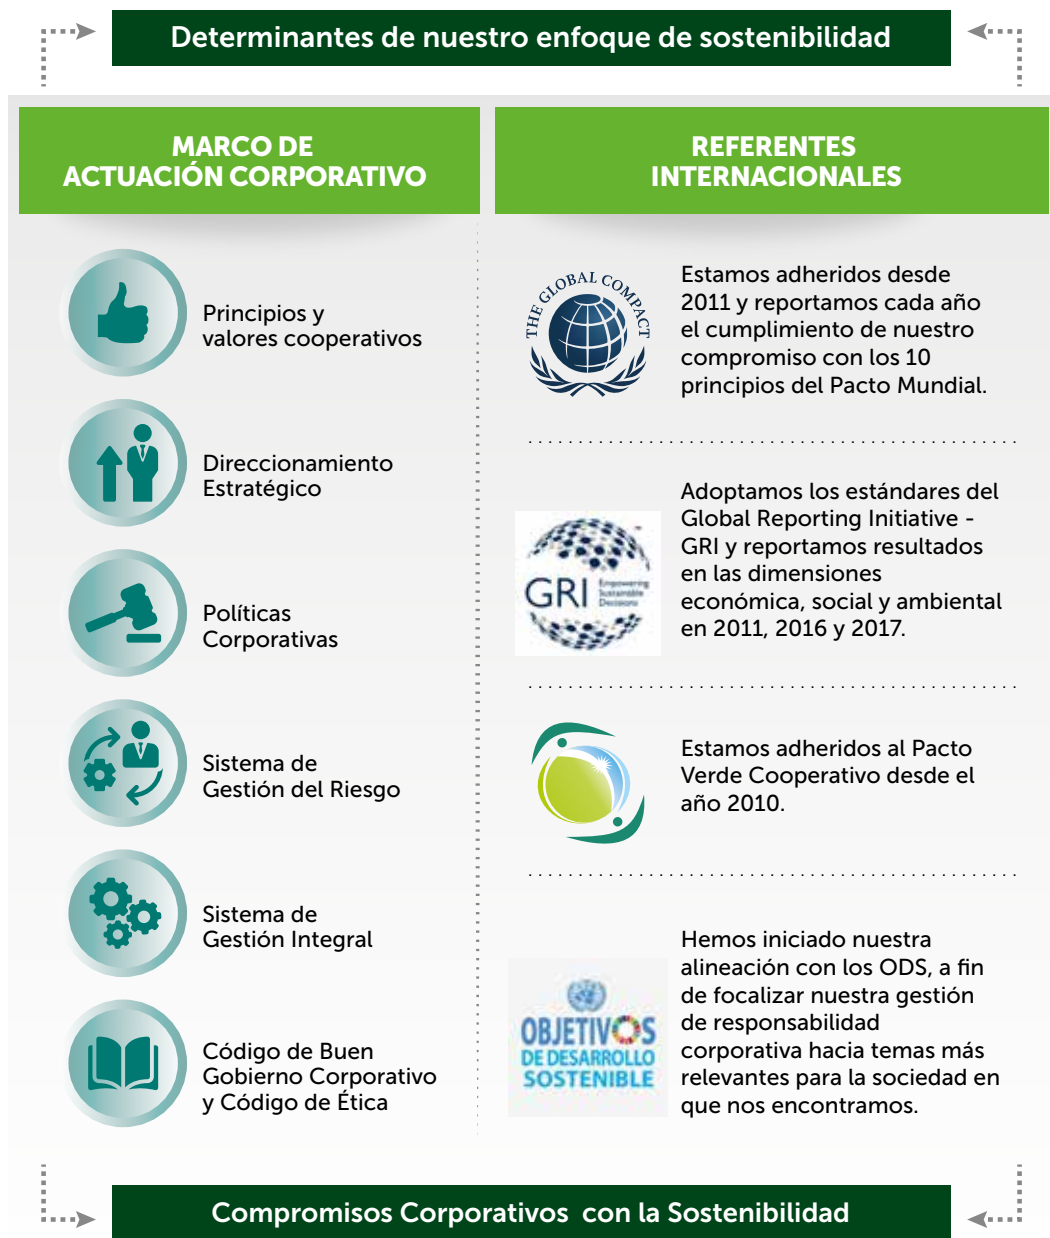 Determinantes de nuestro enfoque de sostenibilidad
MARCO DE
ACTUACIÓN CORPORATIVO
Principios y
valores cooperativos
Direccionamiento
Estratégico
Políticas
Corporativas
Sistema de
Gestión del Riesgo
Sistema de
Gestión Integral
Código de Buen
Gobierno Corporativo
y Código de Ética
REFERENTES
INTERNACIONALES
THE GLOBAL COMPACT
Estamos adheridos desde
2011 y reportamos cada año
el cumplimiento de nuestro
compromiso con los 10
principios del Pacto Mundial.
GRI
Empowering
Sustainable
Decisions
Adoptamos los estándares del
Global Reporting Initiative -
GRI y reportamos resultados
en las dimensiones
económica, social y ambiental
en 2011, 2016 y 2017.
Estamos adheridos al Pacto
Verde Cooperativo desde el
año 2010.
OBJETIVOS
DE DESARROLLO
SOSTENIBLE
Hemos iniciado nuestra
alineación con los ODS, a fin
de focalizar nuestra gestión
de responsabilidad
corporativa hacia temas más
relevantes para la sociedad en
que nos encontramos.
Compromisos Corporativos con la Sostenibilidad